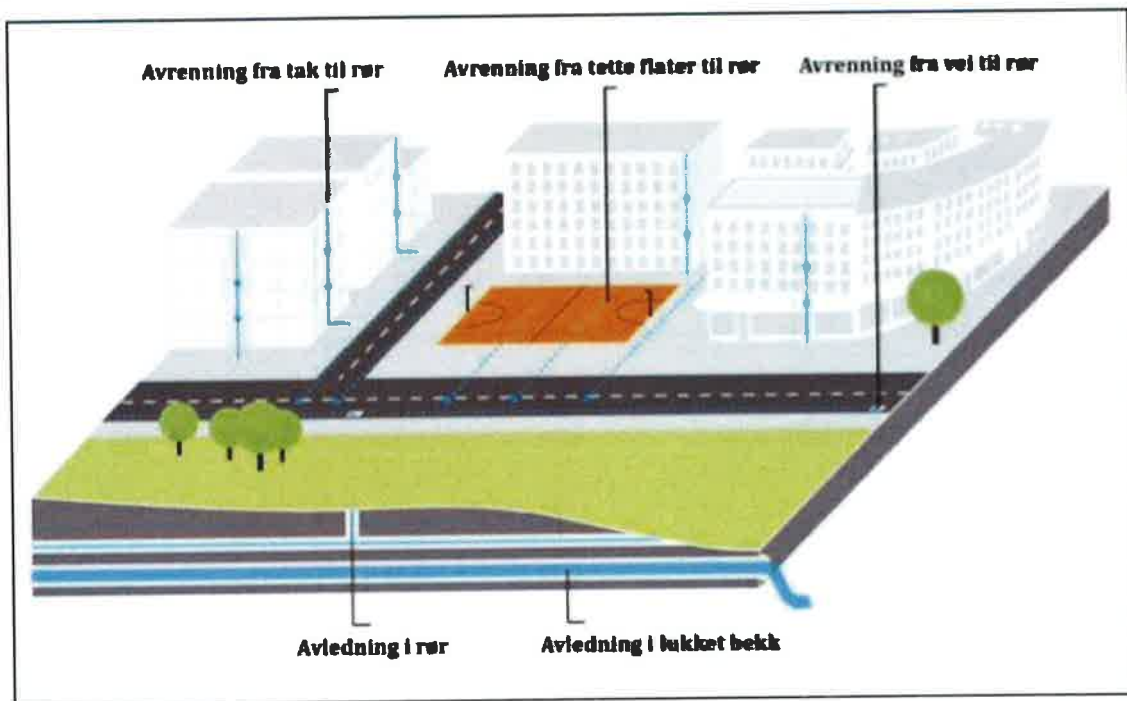 Avrenning fra tak til rør
Avrenning fra tette flater til rør
Avrenning fra vei til rør
Avledning i rør
Avledning i lukket bekk